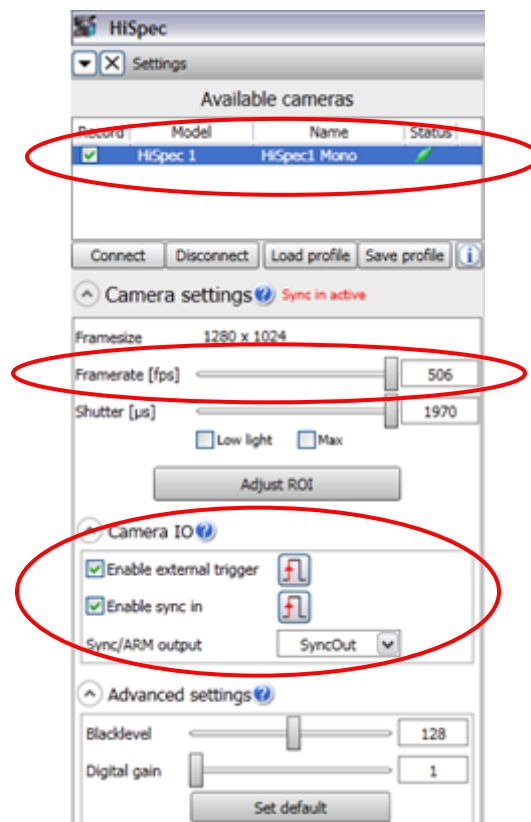 HiSpec
Settings
Available cameras
Record Model Name Status
HiSpec 1 HiSpec1 Mono
Connect Disconnect Load profile Save profile i
Camera settings ? Sync in active
Framesize 1280 x 1024
Framerate [fps] 506
Shutter [µs] 1970
Low light Max
Adjust ROI
Camera IO ?
Enable external trigger
Enable sync in
Sync/ARM output SyncOut
Advanced settings ?
Blacklevel 128
Digital gain 1
Set default